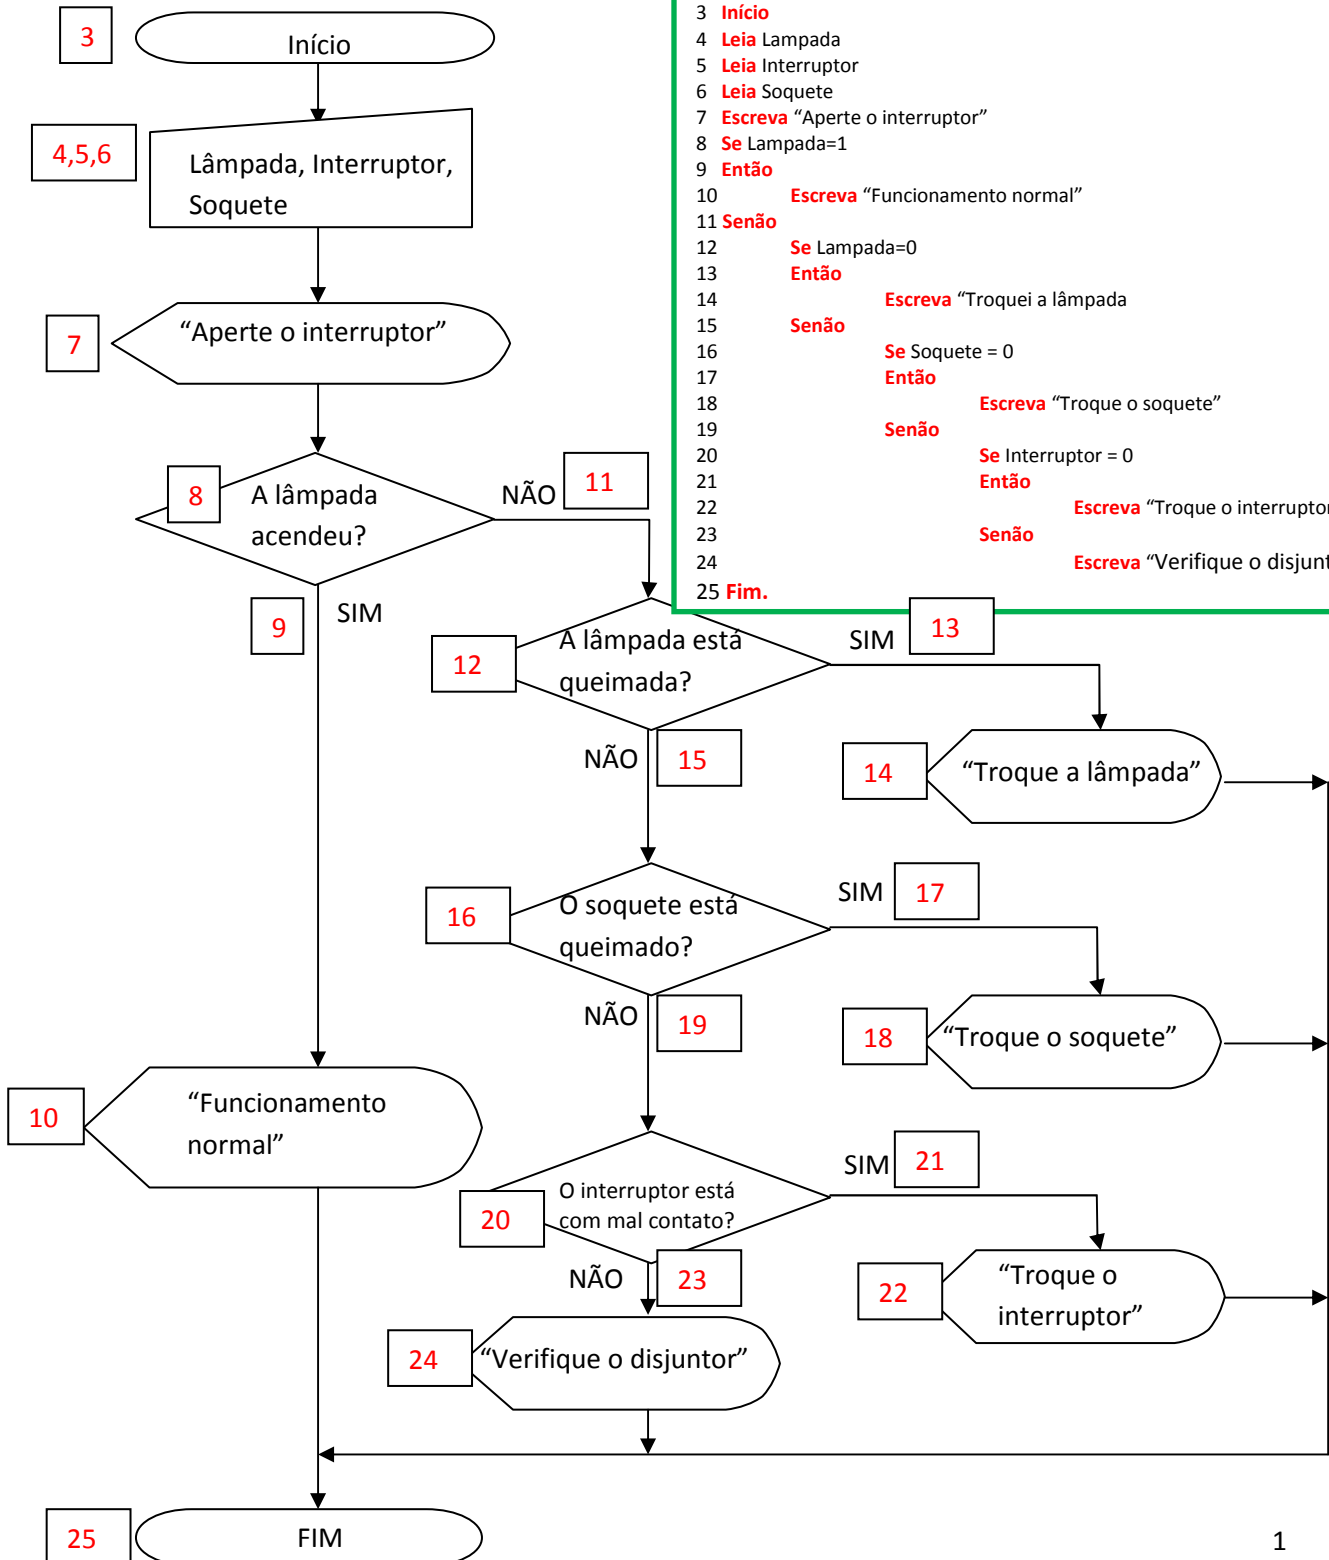 3 Início
4 Leia Lampada
5 Leia Interruptor
6 Leia Soquete
7 Escreva “Aperte o interruptor”
8 Se Lampada=1
9 Então
10 Escreva “Funcionamento normal”
11 Senão
12 Se Lampada=0
13 Então
14 Escreva “Troquei a lâmpada
15 Senão
16 Se Soquete = 0
17 Então
18 Escreva “Troque o soquete”
19 Senão
20 Se Interruptor = 0
21 Então
22 Escreva “Troque o interruptor
23 Senão
24 Escreva “Verifique o disjunt
25 Fim.
3
Início
4,5,6
Lâmpada, Interruptor,
Soquete
7
“Aperte o interruptor”
8
A lâmpada
acendeu?
NÃO
11
9
SIM
12
A lâmpada está
queimada?
SIM
13
NÃO
15
14
“Troque a lâmpada”
16
O soquete está
queimado?
SIM
17
NÃO
19
18
“Troque o soquete”
10
“Funcionamento
normal”
20
O interruptor está
com mal contato?
SIM
21
NÃO
23
22
“Troque o
interruptor”
24
“Verifique o disjuntor”
25
FIM
1